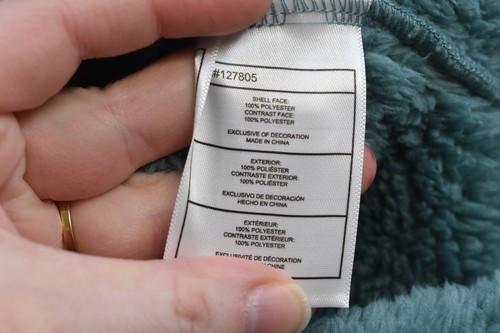 #127805
SHELL FACE:
100% POLYESTER
CONTRAST FACE:
100% POLYESTER
EXCLUSIVE OF DECORATION
MADE IN CHINA
EXTERIOR:
100% POLIÉSTER
CONTRASTE EXTERIOR:
100% POLIÉSTER
EXCLUSIVO DE DECORACIÓN
HECHO EN CHINA
EXTÉRIEUR:
100% POLYESTER
CONTRASTE EXTÉRIEUR:
100% POLYESTER
EXCLUSIVITÉ DE DÉCORATION
CHINE